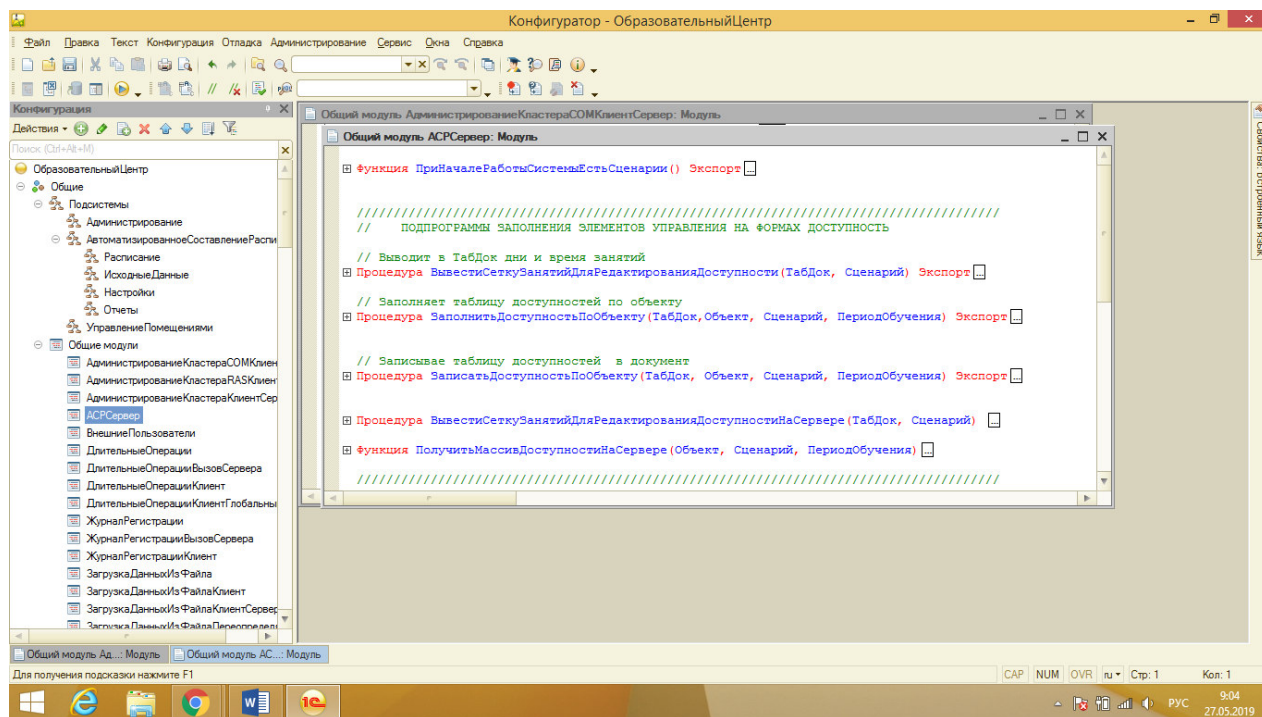 Конфигуратор - ОбразовательныйЦентр
Файл Правка Текст Конфигурация Отладка Администрирование Сервис Окна Справка
Конфигурация
Действия
Поиск (Ctrl+Alt+M)
ОбразовательныйЦентр
Общие
Подсистемы
Администрирование
АвтоматизированноеСоставлениеРаспи
Расписание
ИсходныеДанные
Настройки
Отчеты
УправлениеПомещениями
Общие модули
АдминистрированиеКластераCOMКлиен
АдминистрированиеКластераRASКлиен
АдминистрированиеКластераКлиентСер
АСРСервер
ВнешниеПользователи
ДлительныеОперации
ДлительныеОперацииВызовСервера
ДлительныеОперацииКлиент
ДлительныеОперацииКлиентГлобальны
ЖурналРегистрации
ЖурналРегистрацииВызовСервера
ЖурналРегистрацииКлиент
ЗагрузкаДанныхИзФайла
ЗагрузкаДанныхИзФайлаКлиент
ЗагрузкаДанныхИзФайлаКлиентСервер
ЗагрузкаДанныхИзФайлаПереопредел
Общий модуль АдминистрированиеКластераCOMКлиентСервер: Модуль
Общий модуль АСРСервер: Модуль
Функция ПриНачалеРаботыСистемыЕстьСценарии() Экспорт...
////////////////////////////////////////////////////////////////////////////////////////
// ПОДПРОГРАММЫ ЗАПОЛНЕНИЯ ЭЛЕМЕНТОВ УПРАВЛЕНИЯ НА ФОРМАХ ДОСТУПНОСТЬ
// Выводит в ТабДок дни и время занятий
Процедура ВывестиСеткуЗанятийДляРедактированияДоступности(ТабДок, Сценарий) Экспорт...
// Заполняет таблицу доступностей по объекту
Процедура ЗаполнитьДоступностьПоОбъекту(ТабДок,Объект, Сценарий, ПериодОбучения) Экспорт...
// Записывае таблицу доступностей в документ
Процедура ЗаписатьДоступностьПоОбъекту(ТабДок, Объект, Сценарий, ПериодОбучения) Экспорт...
Процедура ВывестиСеткуЗанятийДляРедактированияДоступностиНаСервере(ТабДок, Сценарий) ...
Функция ПолучитьМассивДоступностиНаСервере(Объект, Сценарий, ПериодОбучения)...
////////////////////////////////////////////////////////////////////////////////////////
Общий модуль Ад...: Модуль Общий модуль АС...: Модуль
Для получения подсказки нажмите F1
CAP NUM OVR ru Стр: 1 Кол: 1
РУС
9:04
27.05.2019